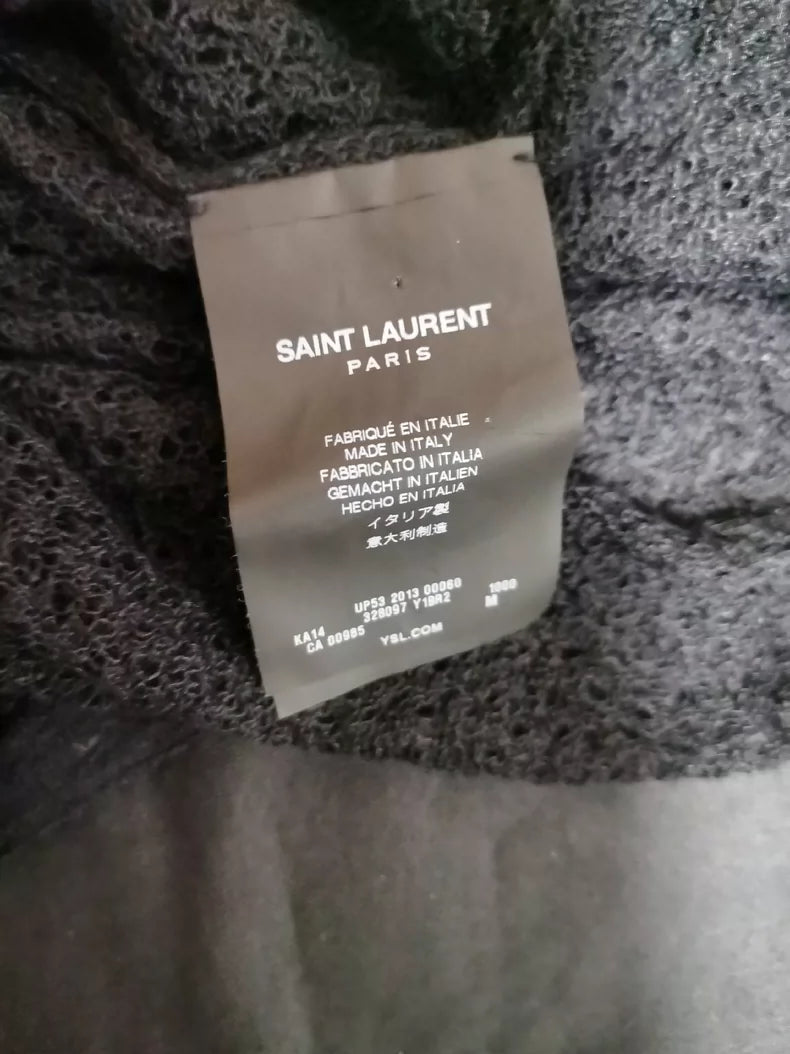 SAINT LAURENT
PARIS
FABRIQUÉ EN ITALIE
MADE IN ITALY
FABBRICATO IN ITALIA
GEMACHT IN ITALIEN
HECHO EN ITALIA
イタリア製
意大利制造
UP53 2013 00060 1000
KA14 328097 Y1BR2 M
CA 00985 YSL.COM